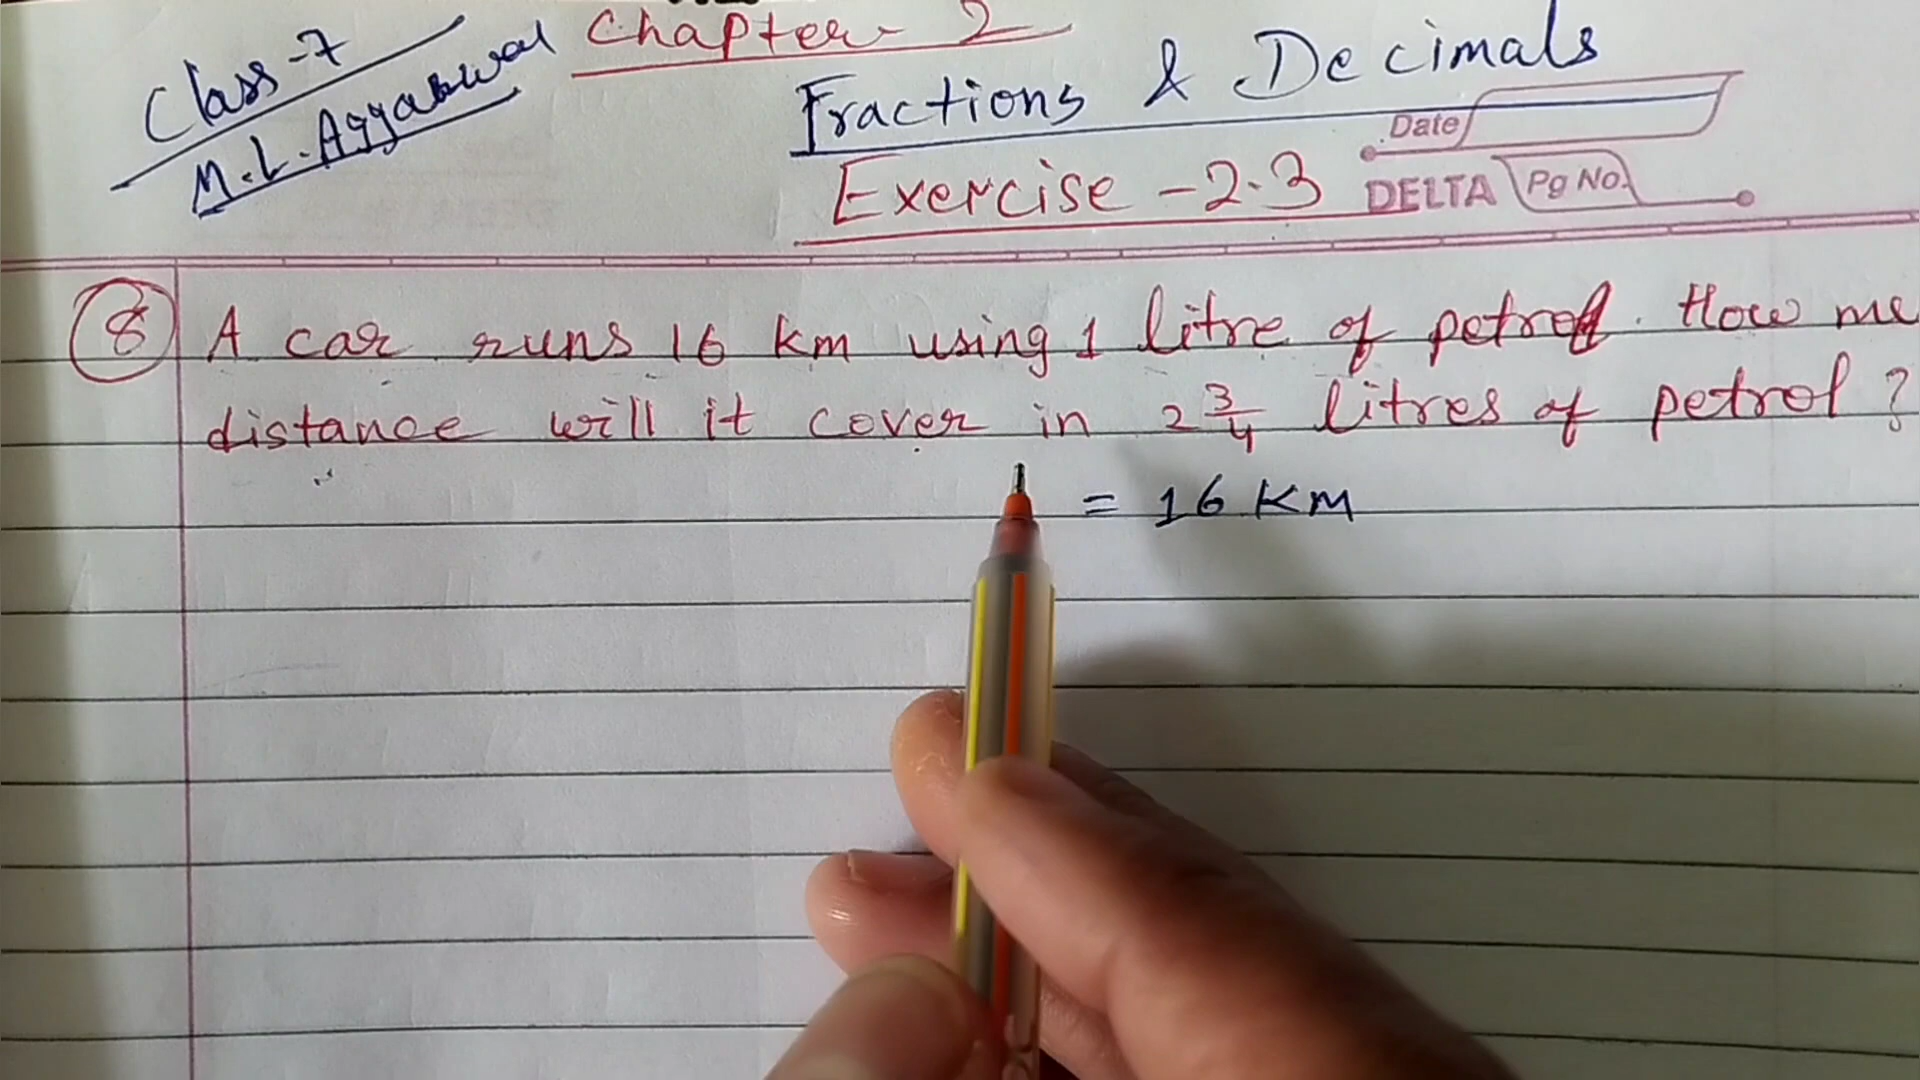 Class-7
M.L. Aggarwal
Chapter 2
Fractions & Decimals
Date
Exercise - 2.3
DELTA Pg No.
8 A car runs 16 km using 1 litre of petrol. How
distance will it cover in 2 3/4 litres of petrol?
= 16 KM